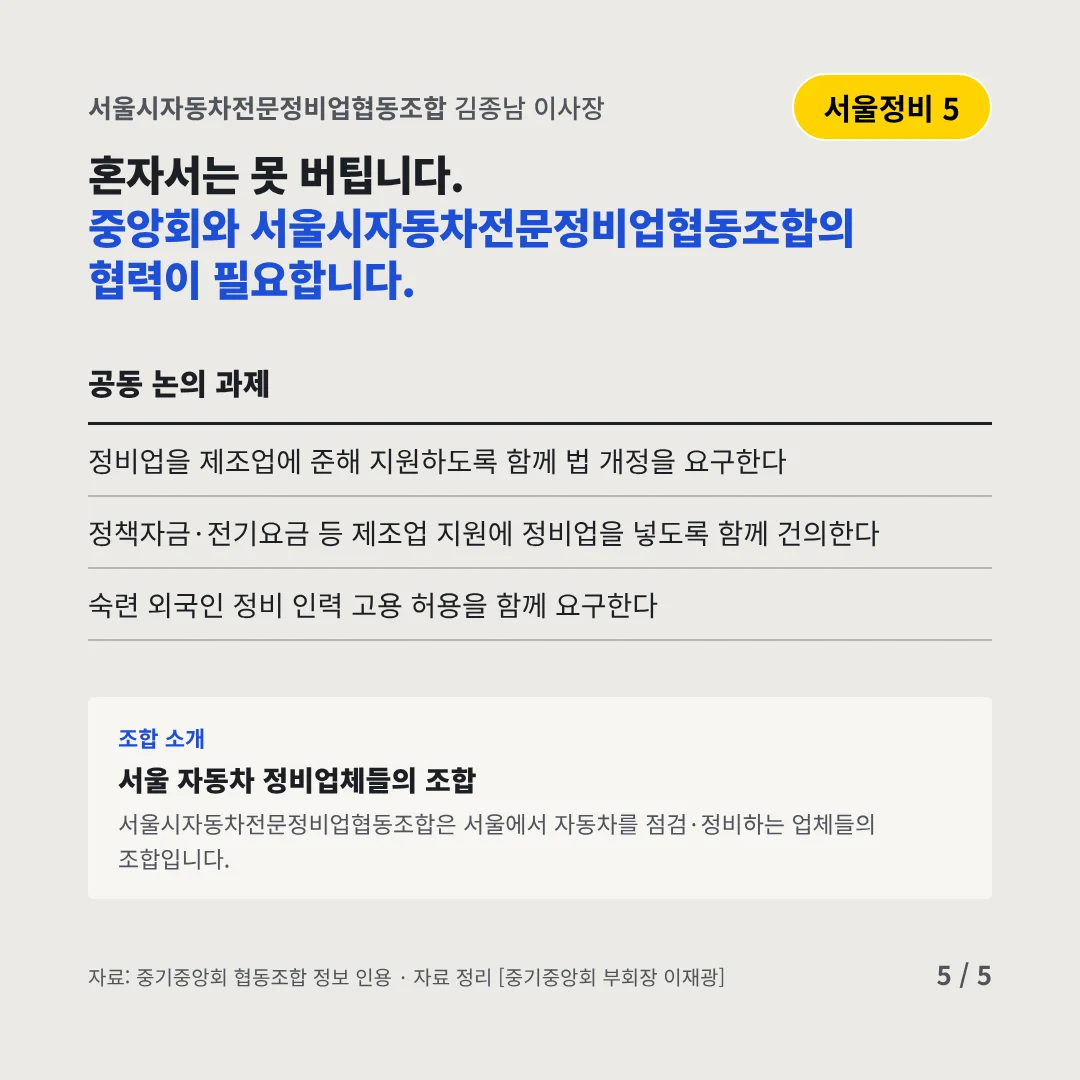 서울시자동차전문정비업협동조합 김종남 이사장
서울정비 5
혼자서는 못 버팁니다.
중앙회와 서울시자동차전문정비업협동조합의
협력이 필요합니다.
공동 논의 과제
정비업을 제조업에 준해 지원하도록 함께 법 개정을 요구한다
정책자금·전기요금 등 제조업 지원에 정비업을 넣도록 함께 건의한다
숙련 외국인 정비 인력 고용 허용을 함께 요구한다
조합 소개
서울 자동차 정비업체들의 조합
서울시자동차전문정비업협동조합은 서울에서 자동차를 점검·정비하는 업체들의
조합입니다.
자료: 중기중앙회 협동조합 정보 인용 · 자료 정리 [중기중앙회 부회장 이재광]
5 / 5